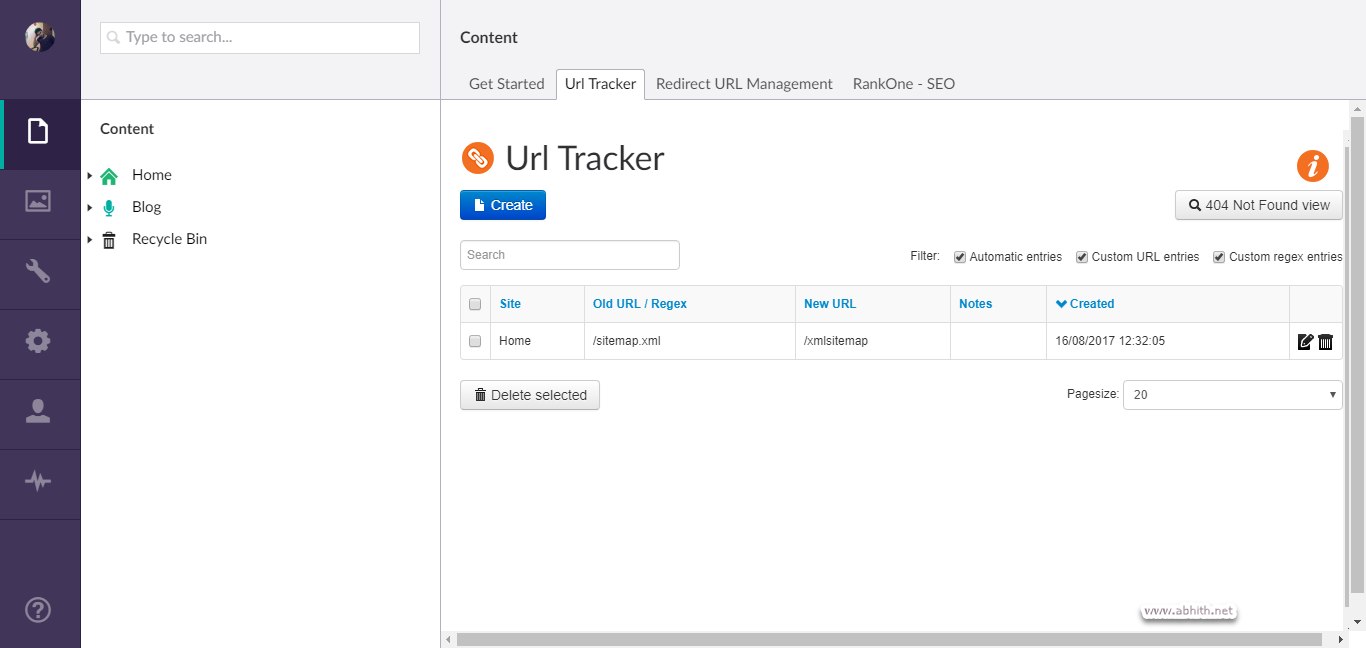 Type to search...
Content
Home
Blog
Recycle Bin
Content
Get Started Url Tracker Redirect URL Management RankOne - SEO
Url Tracker
Create
404 Not Found view
Search
Filter: Automatic entries Custom URL entries Custom regex entries
Site Old URL / Regex New URL Notes Created
Home /sitemap.xml /xmlsitemap 16/08/2017 12:32:05
Delete selected
Pagesize: 20
www.abhith.net